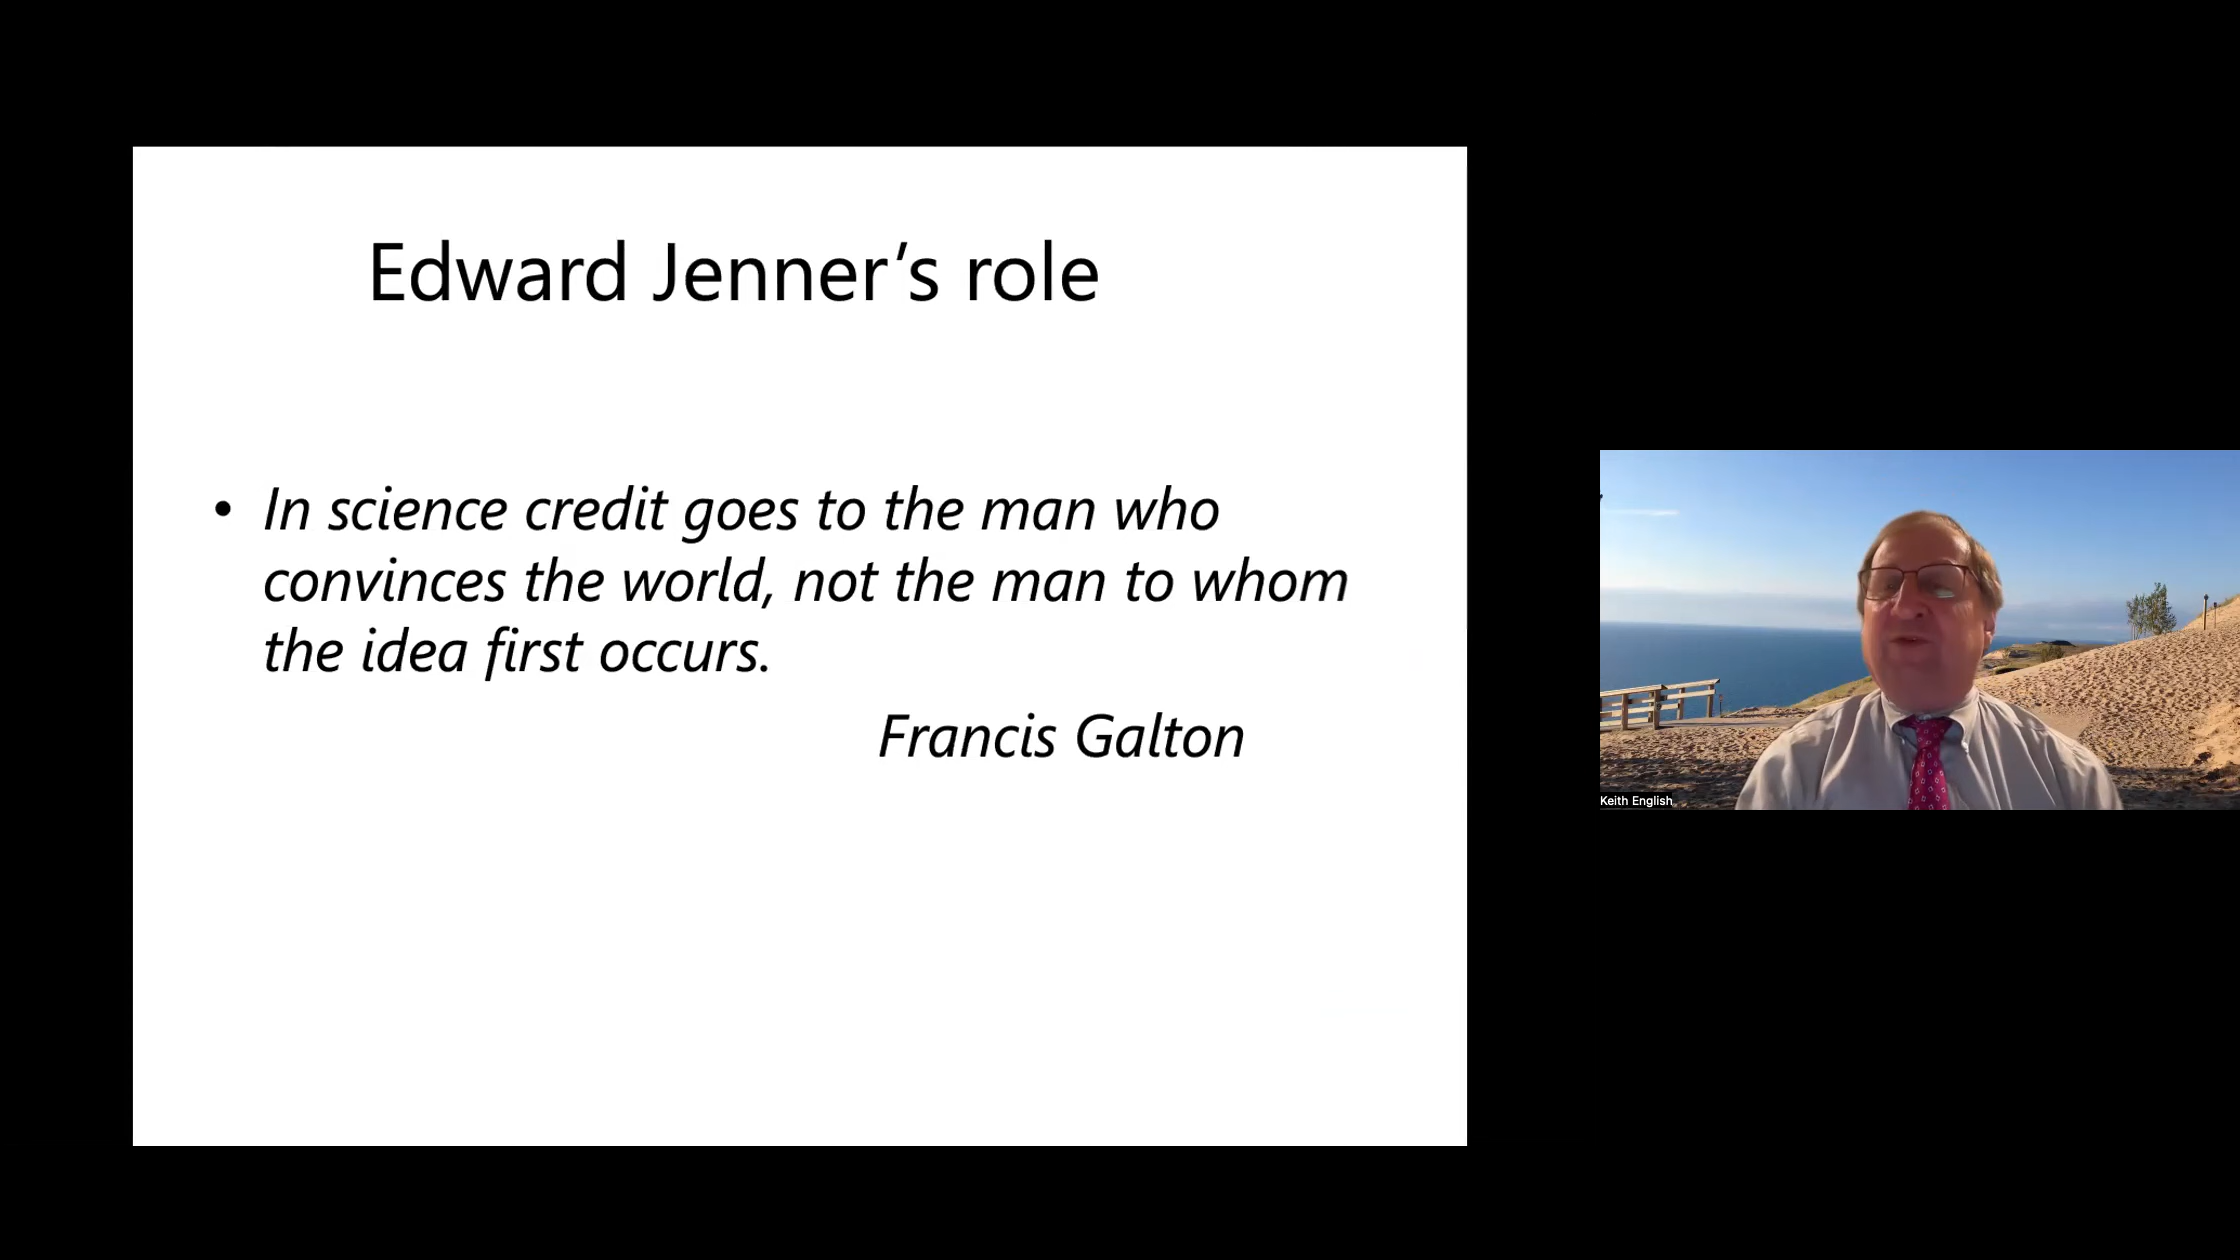 Edward Jenner’s role
• In science credit goes to the man who
convinces the world, not the man to whom
the idea first occurs.
Francis Galton
Keith English